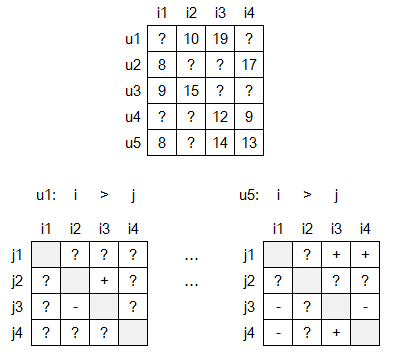 i1 i2 i3 i4
u1 ? 10 19 ?
u2 8 ? ? 17
u3 9 15 ? ?
u4 ? ? 12 9
u5 8 ? 14 13
u1: i > j
i1 i2 i3 i4
j1 ? ? ?
j2 ? + ?
j3 ? - ?
j4 ? ? ?
...
...
u5: i > j
i1 i2 i3 i4
j1 ? + +
j2 ? ? ?
j3 - ? -
j4 - ? +